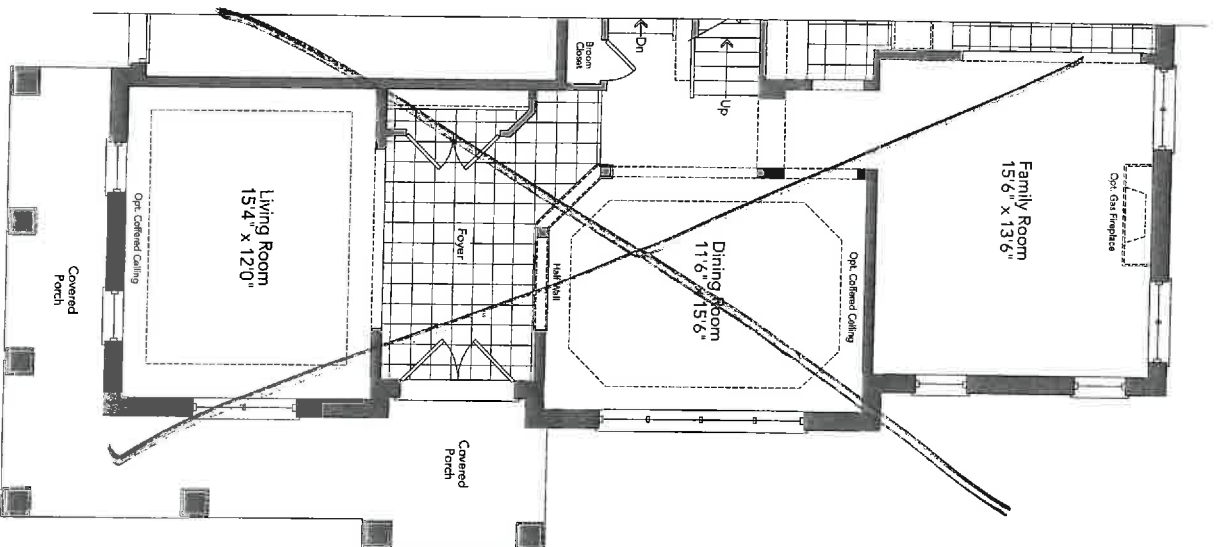 Family Room
15'6" x 13'6"
Opt. Gas Fireplace
Up
Dn
Broom
Closet
Dining Room
11'6" x 15'6"
Opt. Coffered Ceiling
Half Wall
Foyer
Living Room
15'4" x 12'0"
Opt. Coffered Ceiling
Covered
Porch
Covered
Porch